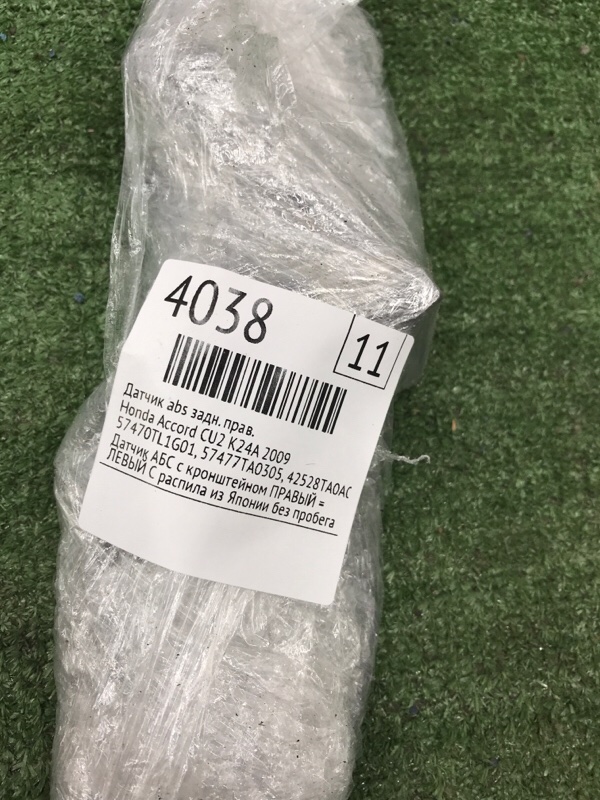 4038
11
Датчик abs задн. прав.
Honda Accord CU2 K24A 2009
57470TL1G01, 57477TA0305, 42528TA0AC
Датчик АБС с кронштейном ПРАВЫЙ =
ЛЕВЫЙ С распила из Японии без пробега